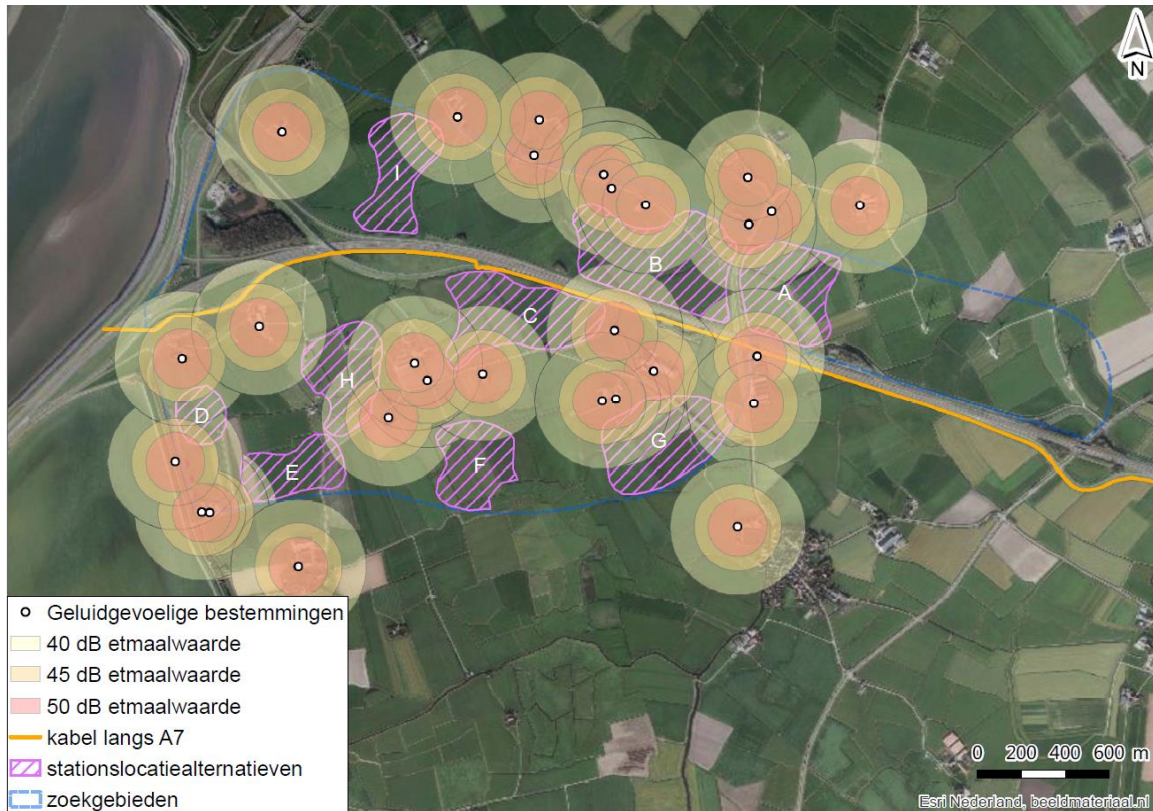 N
I
B
A
C
H
D
G
E
F
Geluidgevoelige bestemmingen
40 dB etmaalwaarde
45 dB etmaalwaarde
50 dB etmaalwaarde
kabel langs A7
stationslocatiealternatieven
zoekgebieden
0 200 400 600 m
Esri Nederland, beeldmateriaal.nl